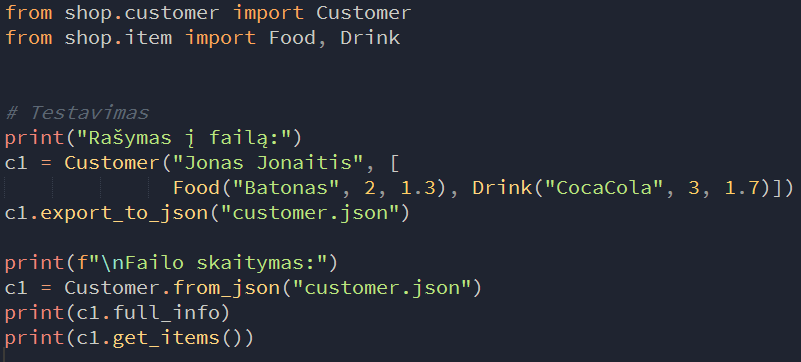 from shop.customer import Customer
from shop.item import Food, Drink
# Testavimas
print("Rašymas į failą:")
c1 = Customer("Jonas Jonaitis", [
Food("Batonas", 2, 1.3), Drink("CocaCola", 3, 1.7)])
c1.export_to_json("customer.json")
print(f"\nFailo skaitymas:")
c1 = Customer.from_json("customer.json")
print(c1.full_info)
print(c1.get_items())